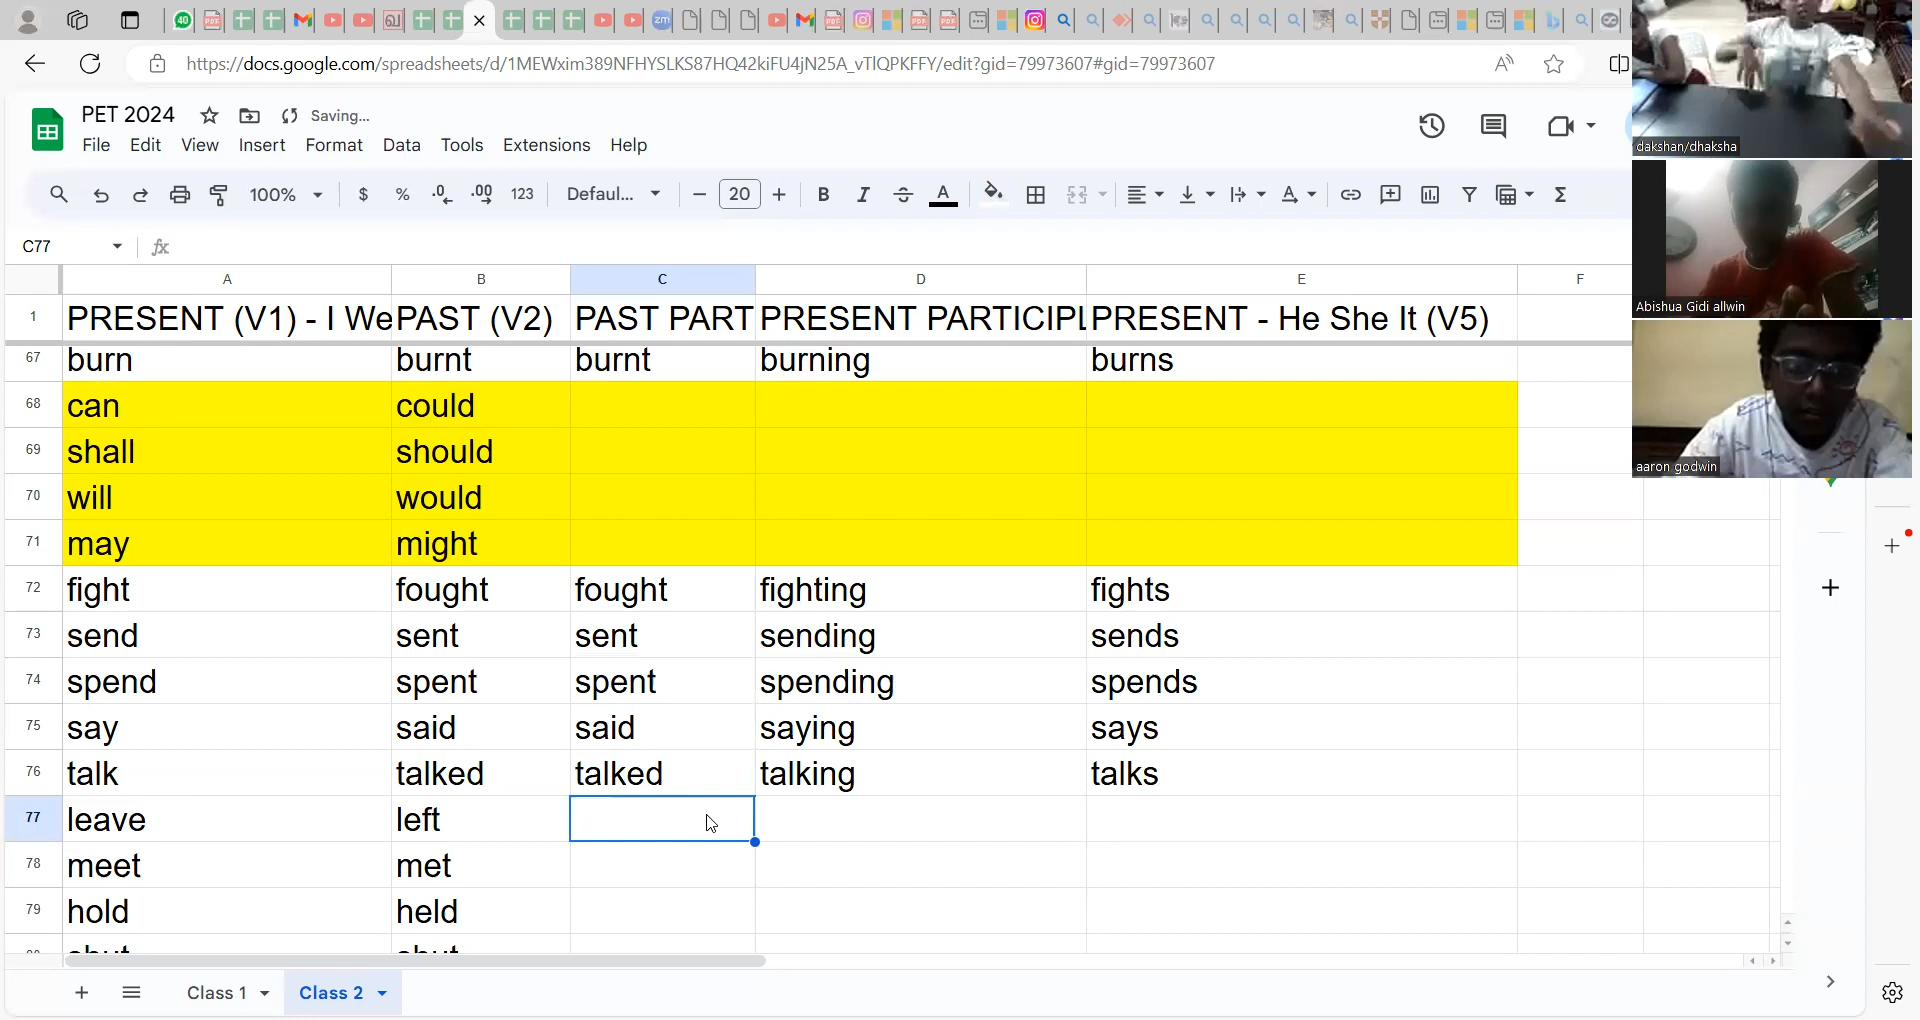 https://docs.google.com/spreadsheets/d/1MEWxim389NFHYSLKS87HQ42kiFU4jN25A_vTlQPKFFY/edit?gid=79973607#gid=79973607
PET 2024 Saving...
File Edit View Insert Format Data Tools Extensions Help
100% $ % .0 .00 123 Defaul... 20 B I A Σ
C77 fx
A B C D E F
1 PRESENT (V1) - I We PAST (V2) PAST PART PRESENT PARTICIPL PRESENT - He She It (V5)
67 burn burnt burnt burning burns
68 can could
69 shall should
70 will would
71 may might
72 fight fought fought fighting fights
73 send sent sent sending sends
74 spend spent spent spending spends
75 say said said saying says
76 talk talked talked talking talks
77 leave left
78 meet met
79 hold held
Class 1 Class 2
dakshan/dhaksha
Abishua Gidi allwin
aaron godwin